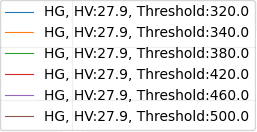 HG, HV:27.9, Threshold:320.0
HG, HV:27.9, Threshold:340.0
HG, HV:27.9, Threshold:380.0
HG, HV:27.9, Threshold:420.0
HG, HV:27.9, Threshold:460.0
HG, HV:27.9, Threshold:500.0